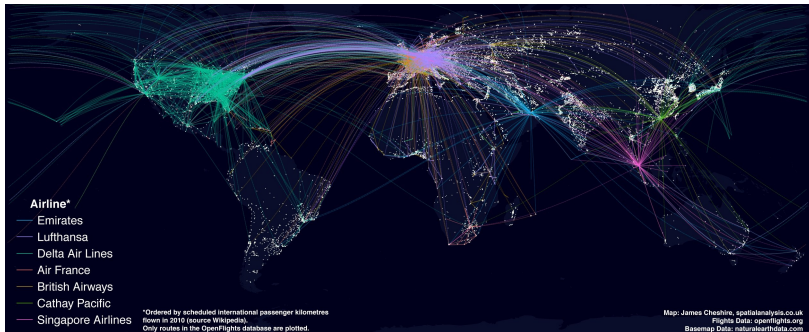 Airline*
Emirates
Lufthansa
Delta Air Lines
Air France
British Airways
Cathay Pacific
Singapore Airlines
*Ordered by scheduled international passenger kilometres
flown in 2010 (source Wikipedia).
Only routes in the OpenFlights database are plotted.
Map: James Cheshire, spatialanalysis.co.uk
Flights Data: openflights.org
Basemap Data: naturalearthdata.com